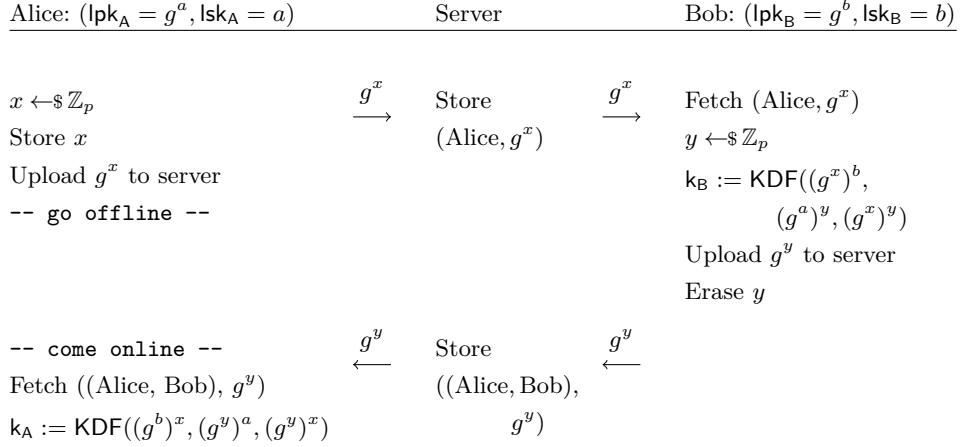 Alice: (lpk_A = g^a, lsk_A = a) Server Bob: (lpk_B = g^b, lsk_B = b)
x ←$ ℤ_p g^x Store g^x Fetch (Alice, g^x)
Store x (Alice, g^x) y ←$ ℤ_p
Upload g^x to server k_B := KDF((g^x)^b,
-- go offline -- (g^a)^y, (g^x)^y)
Upload g^y to server
Erase y
-- come online -- g^y Store g^y
Fetch ((Alice, Bob), g^y) ((Alice, Bob),
k_A := KDF((g^b)^x, (g^y)^a, (g^y)^x) g^y)